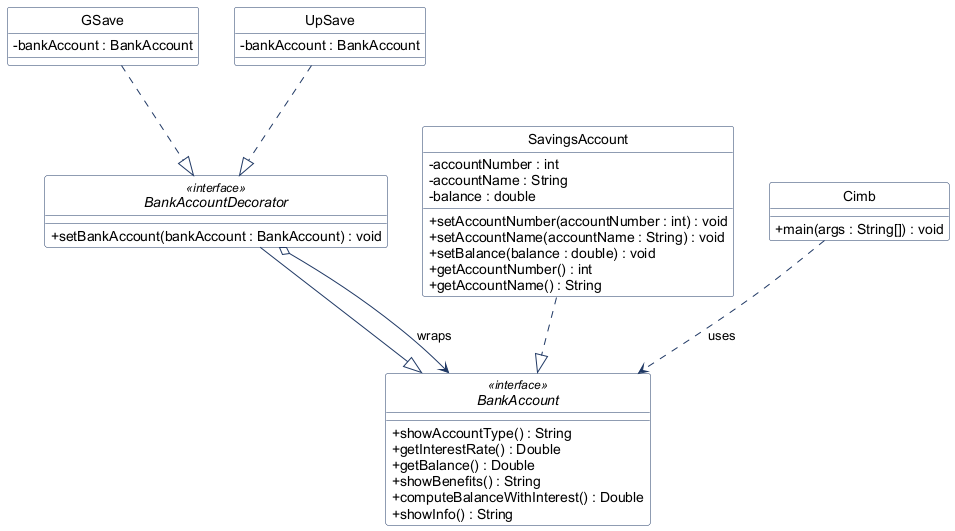 GSave
-bankAccount : BankAccount
UpSave
-bankAccount : BankAccount
SavingsAccount
-accountNumber : int
-accountName : String
-balance : double
+setAccountNumber(accountNumber : int) : void
+setAccountName(accountName : String) : void
+setBalance(balance : double) : void
+getAccountNumber() : int
+getAccountName() : String
«interface»
BankAccountDecorator
+setBankAccount(bankAccount : BankAccount) : void
Cimb
+main(args : String[]) : void
wraps
uses
«interface»
BankAccount
+showAccountType() : String
+getInterestRate() : Double
+getBalance() : Double
+showBenefits() : String
+computeBalanceWithInterest() : Double
+showInfo() : String